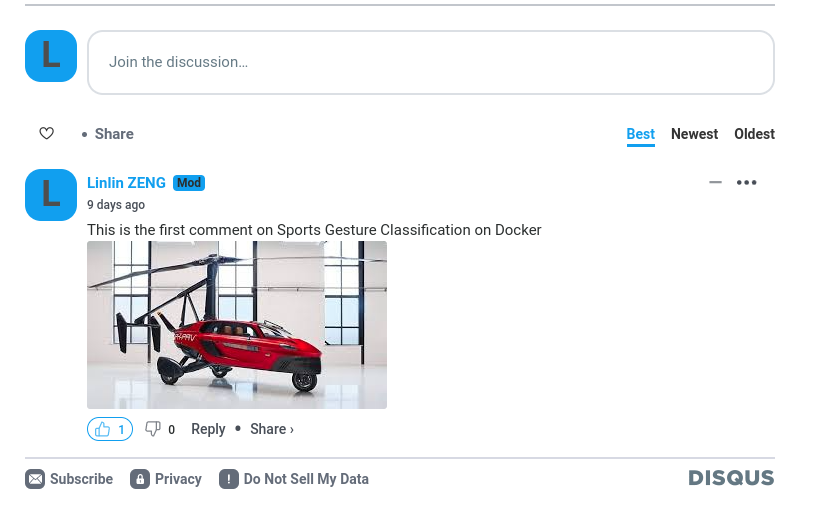 L
Join the discussion…
• Share
Best Newest Oldest
L
Linlin ZENG Mod
9 days ago
This is the first comment on Sports Gesture Classification on Docker
1 0 Reply • Share ›
Subscribe Privacy ! Do Not Sell My Data DISQUS